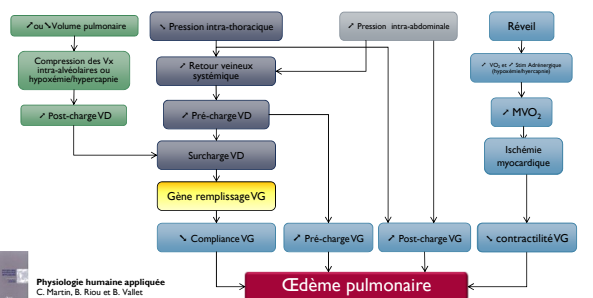 ↗ou↘Volume pulmonaire
↘ Pression intra-thoracique
↗ Pression intra-abdominale
Réveil
Compression des Vx
intra-alvéolaires ou
hypoxémie/hypercapnie
↗ Retour veineux
systémique
↗ VO₂ et ↗ Stim Adrénergique
(hypoxémie/hypercapnie)
↗ Post-charge VD
↗ Pré-charge VD
↗ MVO₂
Surcharge VD
Ischémie
myocardique
Gène remplissage VG
↘ Compliance VG
↗ Pré-charge VG
↗ Post-charge VG
↘ contractilité VG
Œdème pulmonaire
Physiologie humaine appliquée
C. Martin, B. Riou et B. Vallet